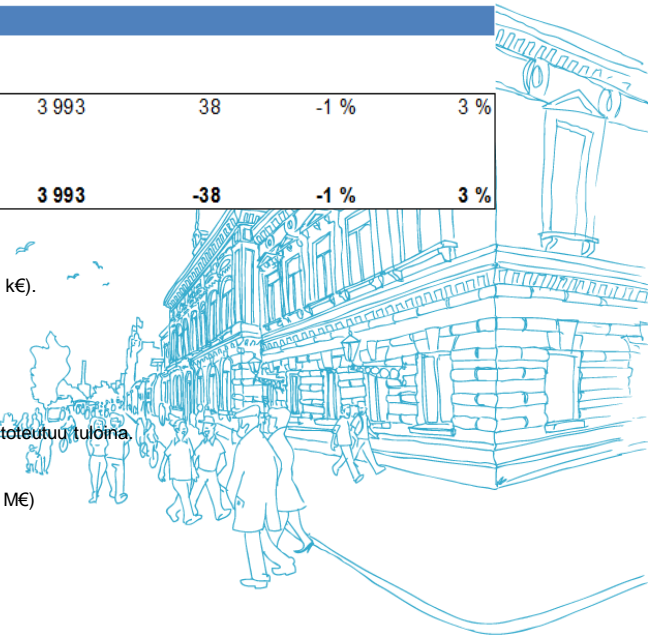 3 993 38 -1 % 3 %
3 993 -38 -1 % 3 %
k€).
toteutuu tuloina.
M€)